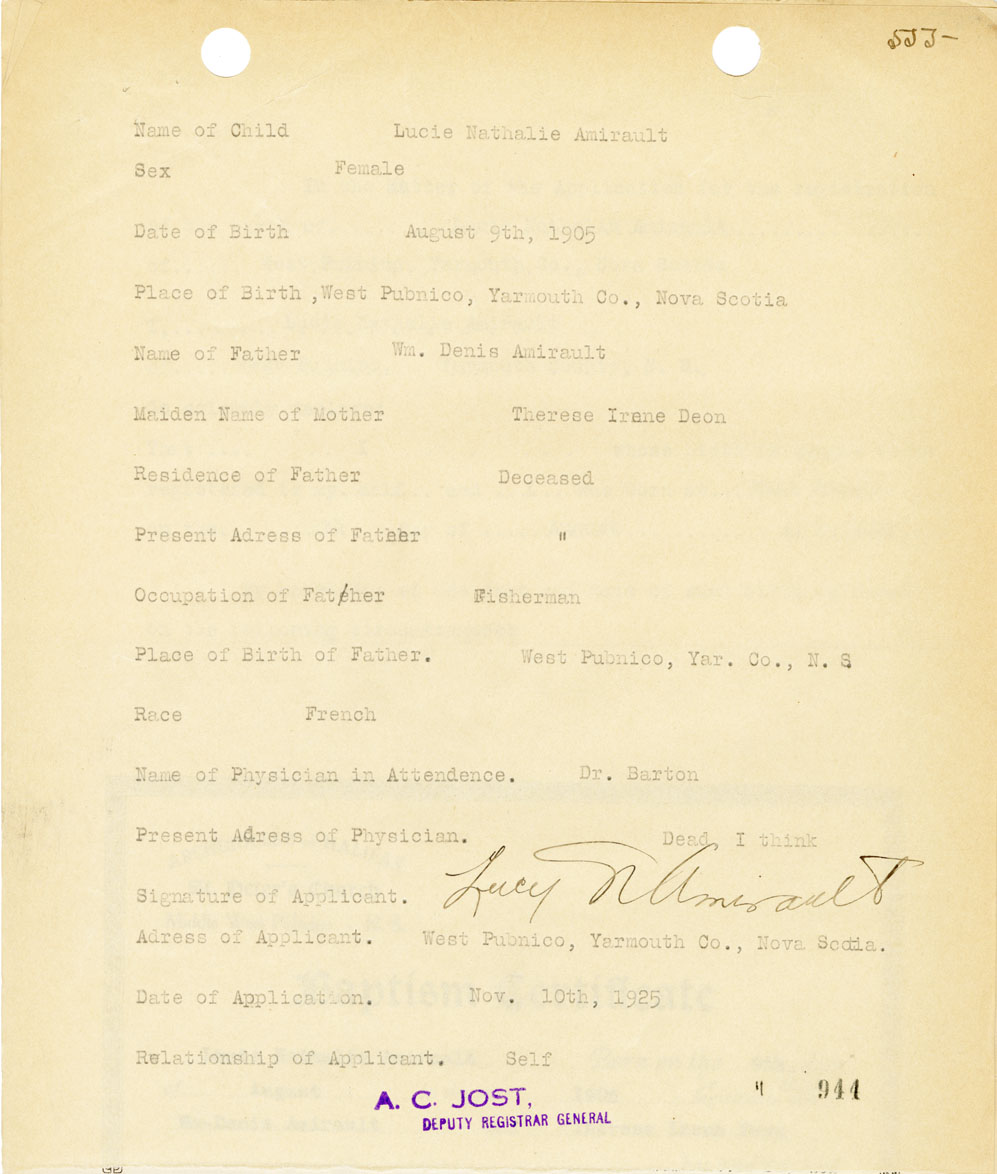 533-
Name of Child Lucie Nathalie Amirault
Sex Female
Date of Birth August 9th, 1905
Place of Birth ,West Pubnico, Yarmouth Co., Nova Scotia
Name of Father Wm. Denis Amirault
Maiden Name of Mother Therese Irene Deon
Residence of Father Deceased
Present Adress of Father "
Occupation of Father Fisherman
Place of Birth of Father. West Pubnico, Yar. Co., N. S
Race French
Name of Physician in Attendence. Dr. Barton
Present Adress of Physician. Dead I think
Signature of Applicant. Lucy N Amirault
Adress of Applicant. West Pubnico, Yarmouth Co., Nova Scotia.
Date of Application. Nov. 10th, 1925
Relationship of Applicant. Self
" 944
A. C. JOST,
DEPUTY REGISTRAR GENERAL